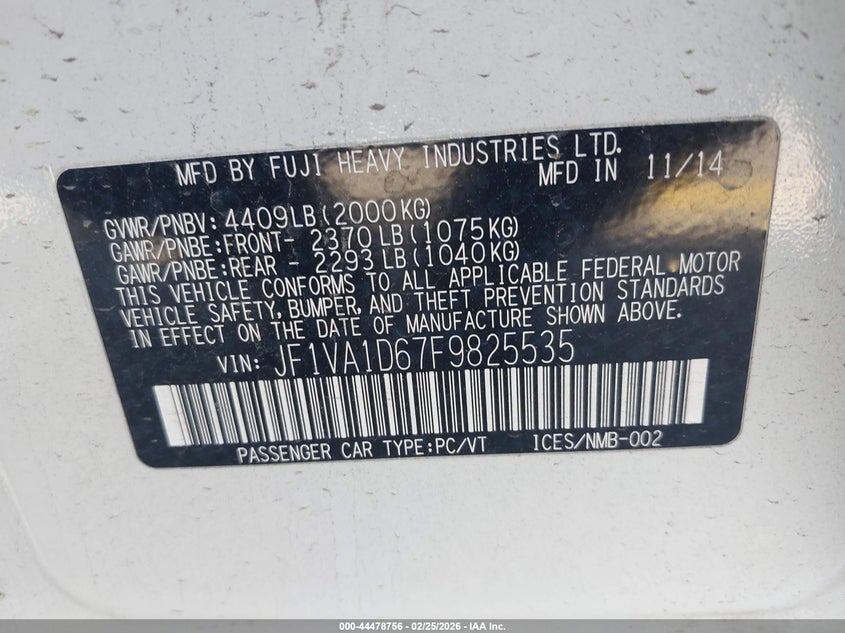 MFD BY FUJI HEAVY INDUSTRIES LTD.
MFD IN 11/14
GVWR/PNBV: 4409LB(2000KG)
GAWR/PNBE:FRONT- 2370LB(1075KG)
GAWR/PNBE:REAR - 2293LB(1040KG)
THIS VEHICLE CONFORMS TO ALL APPLICABLE FEDERAL MOTOR
VEHICLE SAFETY, BUMPER, AND THEFT PREVENTION STANDARDS
IN EFFECT ON THE DATE OF MANUFACTURE SHOWN ABOVE.
VIN: JF1VA1D67F9825535
PASSENGER CAR TYPE:PC/VT ICES/NMB-002
000-44478756 - 02/25/2026 - IAA Inc.